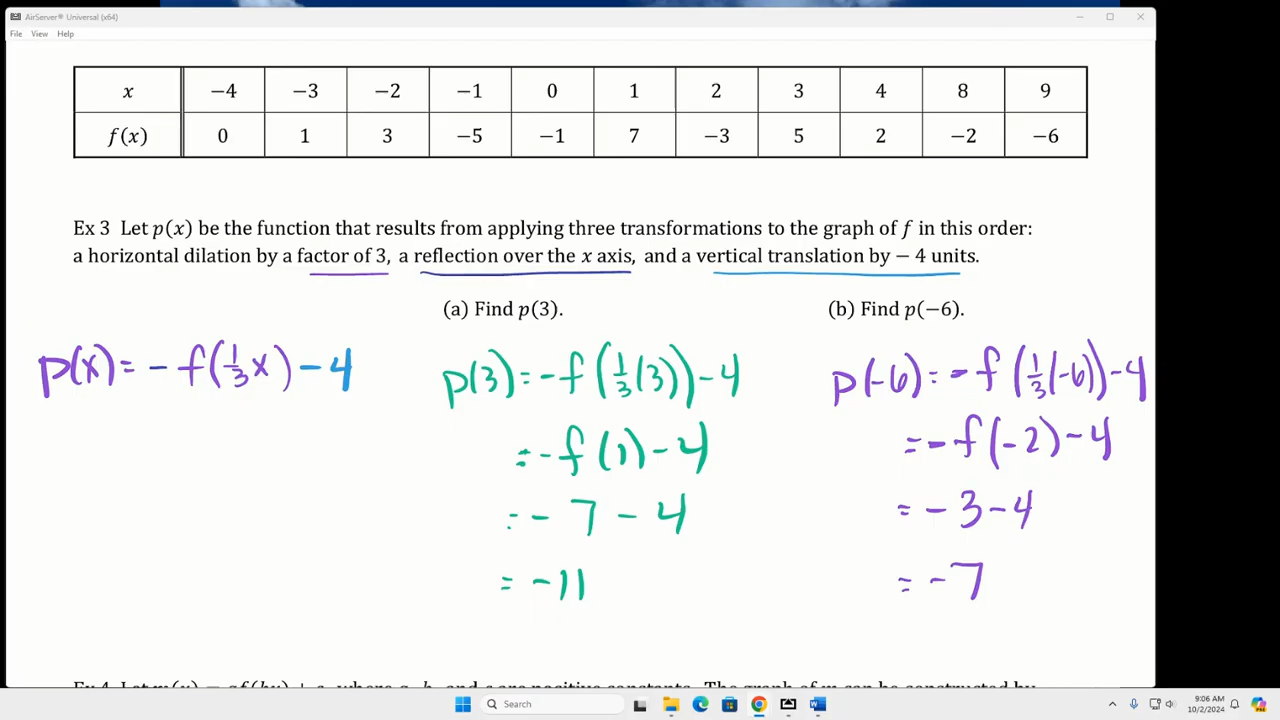 AirServer® Universal (x64)
File View Help
x −4 −3 −2 −1 0 1 2 3 4 8 9
f(x) 0 1 3 −5 −1 7 −3 5 2 −2 −6
Ex 3 Let p(x) be the function that results from applying three transformations to the graph of f in this order:
a horizontal dilation by a factor of 3, a reflection over the x axis, and a vertical translation by − 4 units.
(a) Find p(3). (b) Find p(−6).
p(x) = - f(1/3 x) - 4
p(3) = - f(1/3(3)) - 4
= - f(1) - 4
= - 7 - 4
= - 11
p(-6) = - f(1/3(-6)) - 4
= - f(-2) - 4
= - 3 - 4
= - 7
Search
9:06 AM
10/2/2024